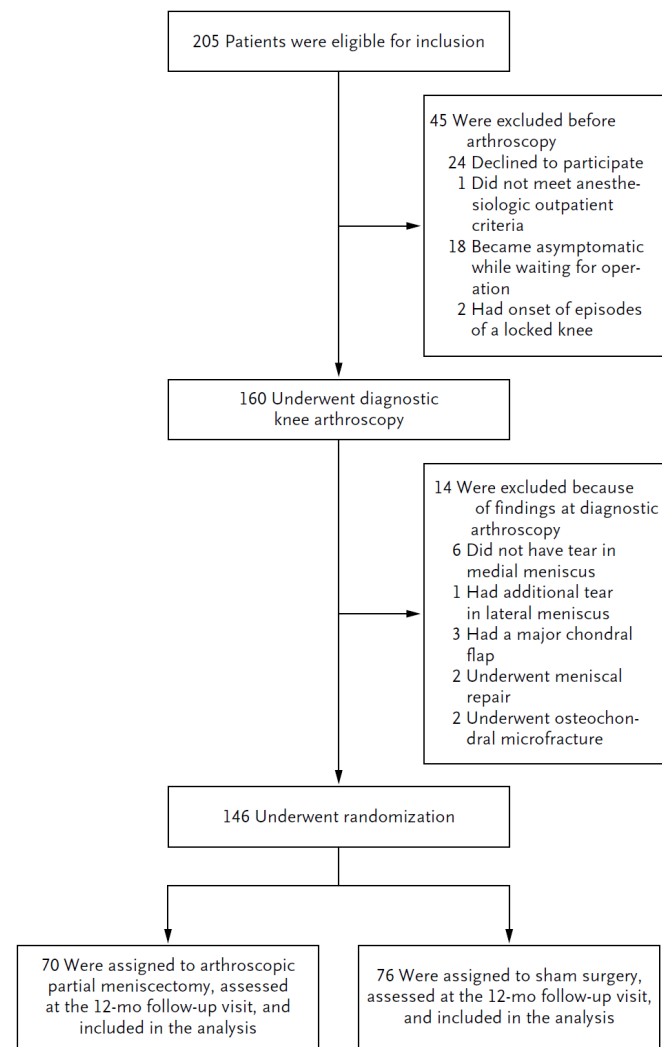 205 Patients were eligible for inclusion
45 Were excluded before
arthroscopy
24 Declined to participate
1 Did not meet anesthe-
siologic outpatient
criteria
18 Became asymptomatic
while waiting for oper-
ation
2 Had onset of episodes
of a locked knee
160 Underwent diagnostic
knee arthroscopy
14 Were excluded because
of findings at diagnostic
arthroscopy
6 Did not have tear in
medial meniscus
1 Had additional tear
in lateral meniscus
3 Had a major chondral
flap
2 Underwent meniscal
repair
2 Underwent osteochon-
dral microfracture
146 Underwent randomization
70 Were assigned to arthroscopic
partial meniscectomy, assessed
at the 12-mo follow-up visit, and
included in the analysis
76 Were assigned to sham surgery,
assessed at the 12-mo follow-up visit,
and included in the analysis